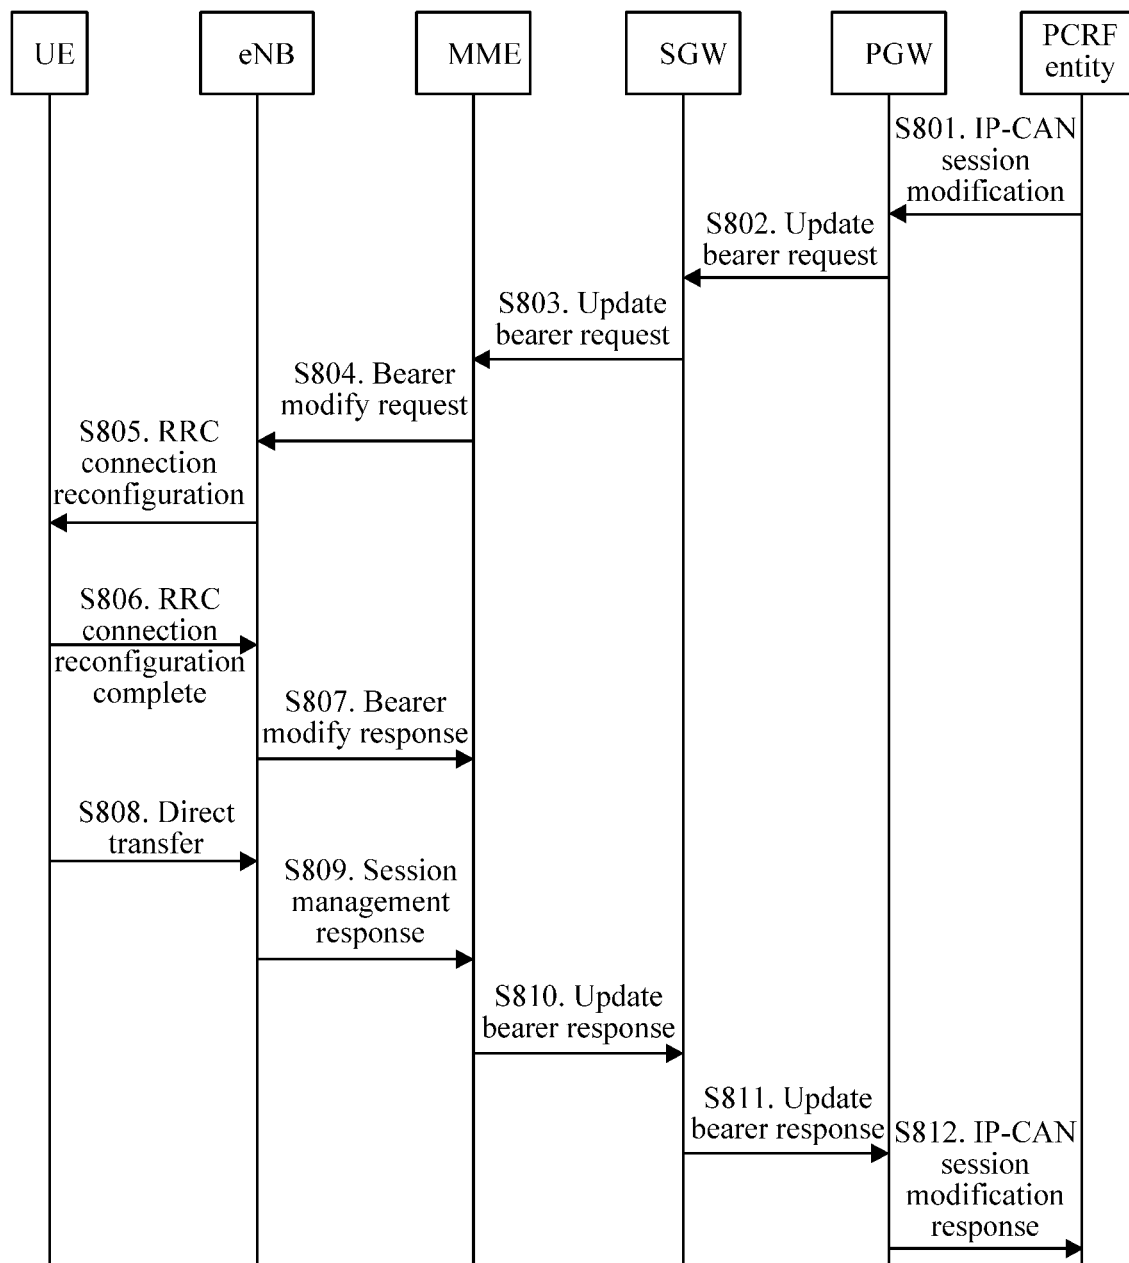 UE
eNB
MME
SGW
PGW
PCRF
entity
S801. IP-CAN
session
modification
S802. Update
bearer request
S803. Update
bearer request
S804. Bearer
modify request
S805. RRC
connection
reconfiguration
S806. RRC
connection
reconfiguration
complete
S807. Bearer
modify response
S808. Direct
transfer
S809. Session
management
response
S810. Update
bearer response
S811. Update
bearer response
S812. IP-CAN
session
modification
response